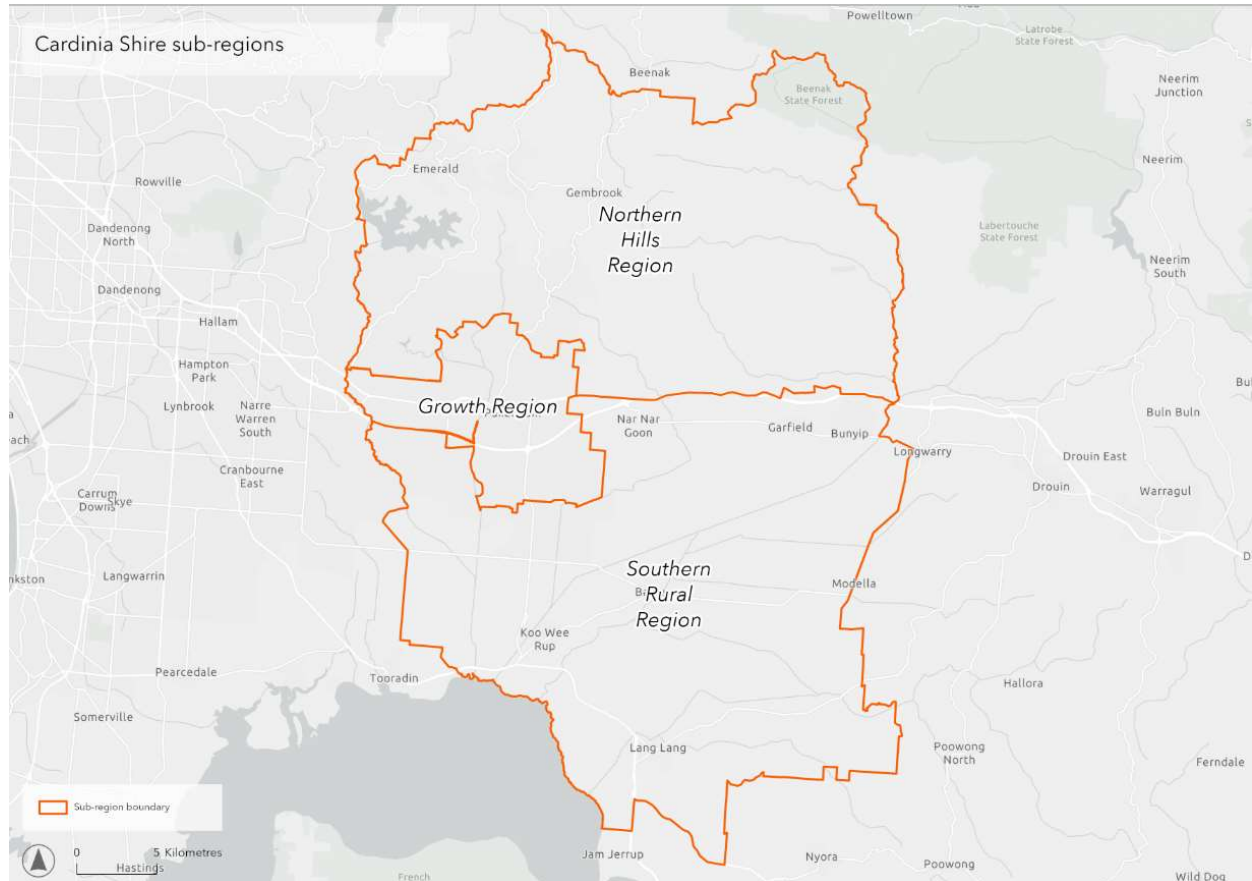 Cardinia Shire sub-regions
Powelltown
Latrobe
State Forest
Beenak
Neerim
Junction
Beenak
State Forest
Emerald
Neerim
Rowville
Gembrook
Northern
Hills
Region
Dandenong
North
Labertouche
State Forest
Neerim
South
Dandenong
Hallam
Hampton
Park
Growth Region
Lynbrook
Narre
Warren
South
Nar Nar
Goon
Garfield
Bunyip
Buln Buln
Longwarry
Drouin East
Cranbourne
East
Drouin
Warragul
Carrum
Downs
Skye
Langwarrin
Southern
Rural
Region
Modella
Koo Wee
Rup
Pearcedale
Tooradin
Hallora
Somerville
Lang Lang
Poowong
North
Ferndale
Sub-region boundary
0 5 Kilometres
Hastings
Jam Jerrup
French
Nyora
Poowong
Wild Dog